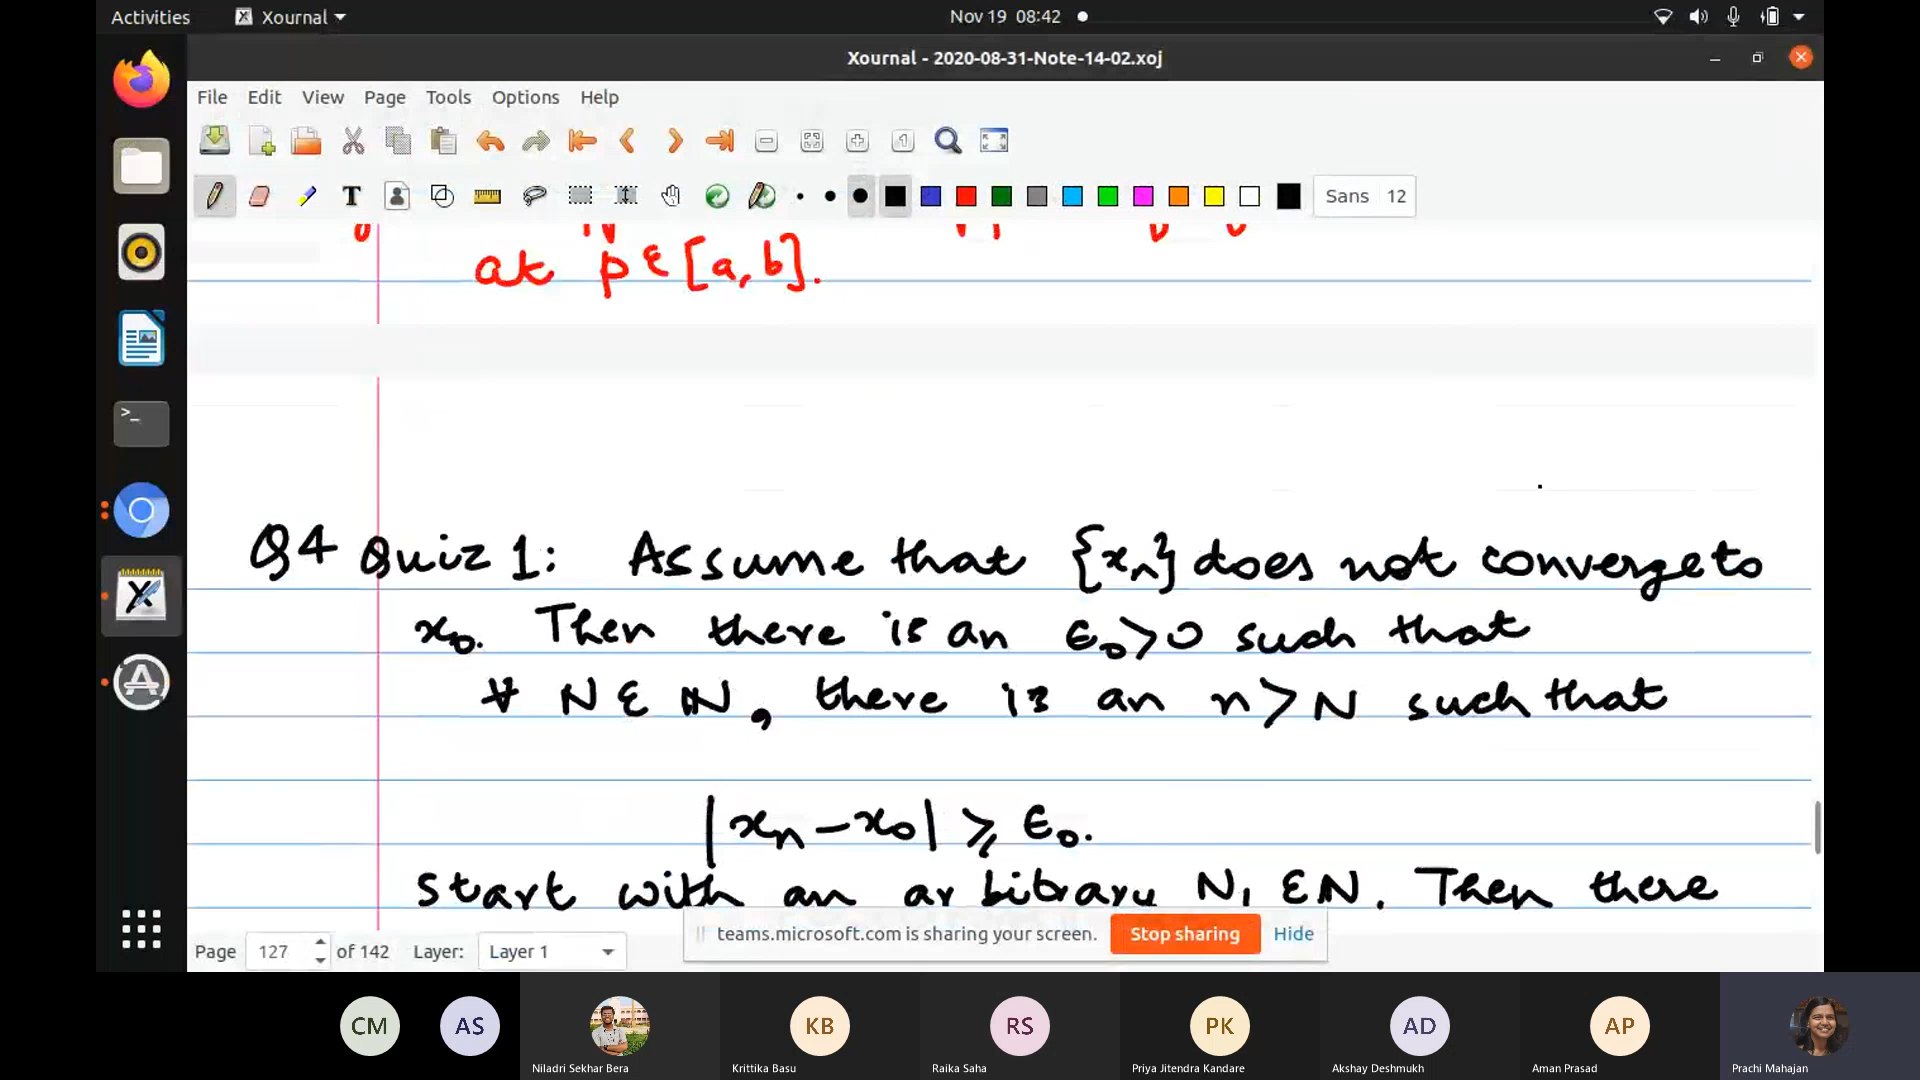 Activities
Xournal
Nov 19 08:42
Xournal - 2020-08-31-Note-14-02.xoj
File Edit View Page Tools Options Help
Sans 12
at p ε [a, b].
Q4 Quiz 1: Assume that {xₙ} does not converge to
x₀. Then there is an ε₀ > 0 such that
∀ N ε ℕ, there is an n > N such that
|xₙ - x₀| ⩾ ε₀.
Start with an arbitrary N₁ ε ℕ. Then there
teams.microsoft.com is sharing your screen. Stop sharing Hide
Page 127 of 142 Layer: Layer 1
CM AS KB RS PK AD AP
Niladri Sekhar Bera Krittika Basu Raika Saha Priya Jitendra Kandare Akshay Deshmukh Aman Prasad Prachi Mahajan